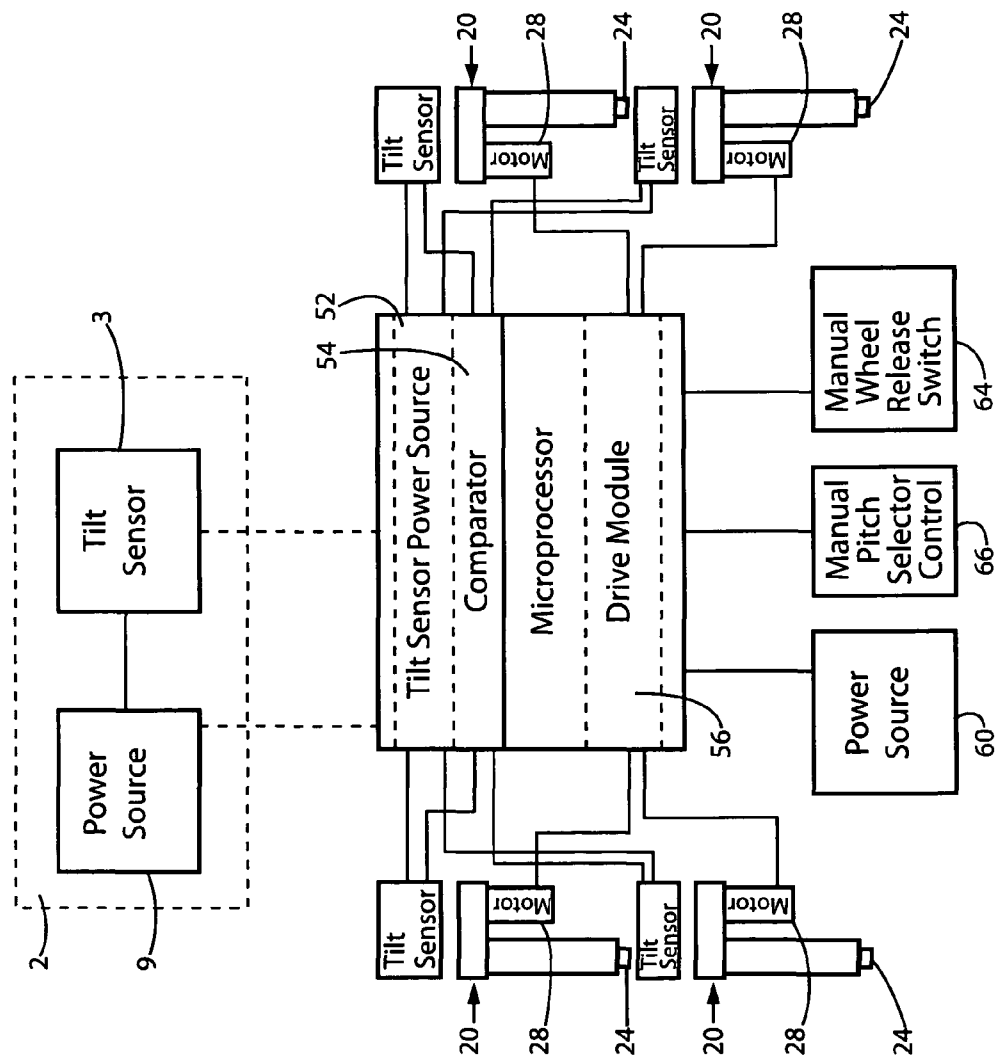 2
9
Power
Source
Tilt
Sensor
3
Tilt
Sensor
20
Motor
28
24
Tilt
Sensor
20
Motor
28
24
Tilt Sensor Power Source
52
Comparator
54
Microprocessor
Drive Module
56
Tilt
Sensor
20
Motor
28
24
Tilt
Sensor
20
Motor
28
24
Power
Source
60
Manual
Pitch
Selector
Control
66
Manual
Wheel
Release
Switch
64